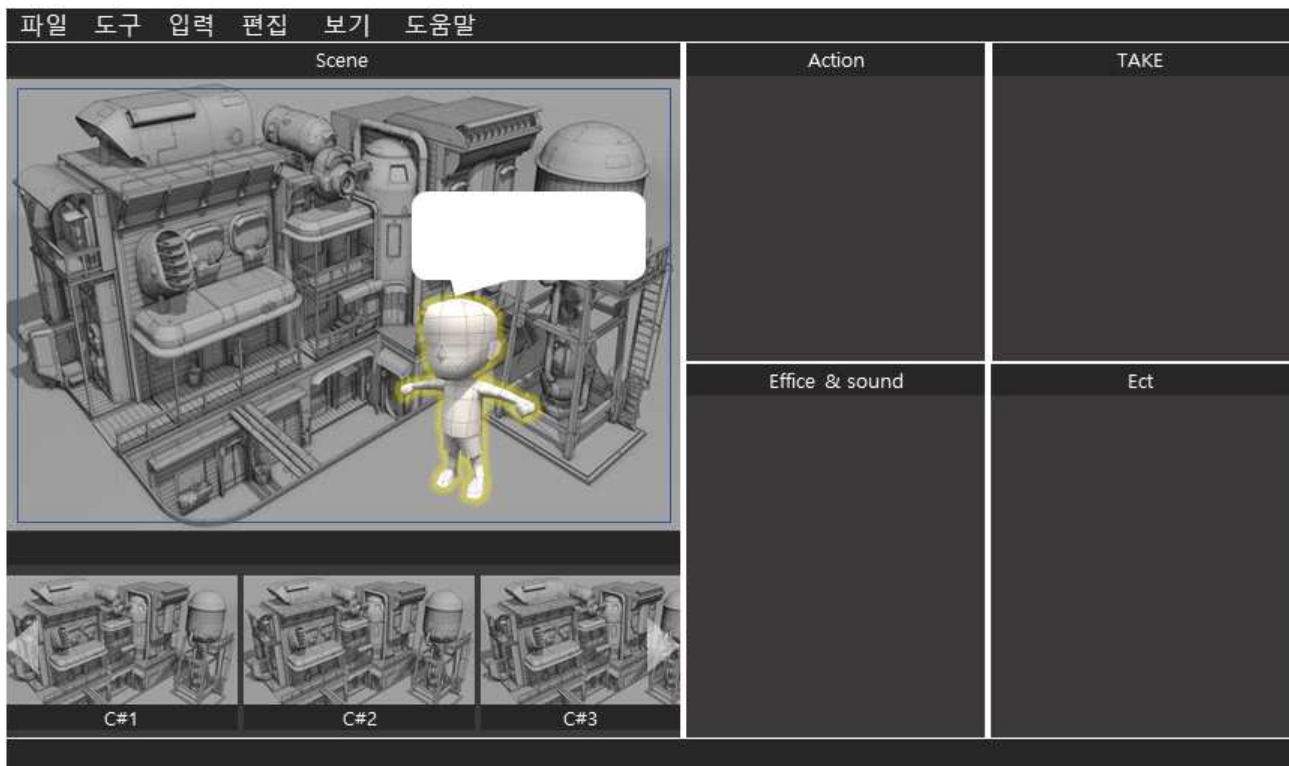 파일 도구 입력 편집 보기 도움말
Scene
Action
TAKE
Effice & sound
Ect
C#1
C#2
C#3